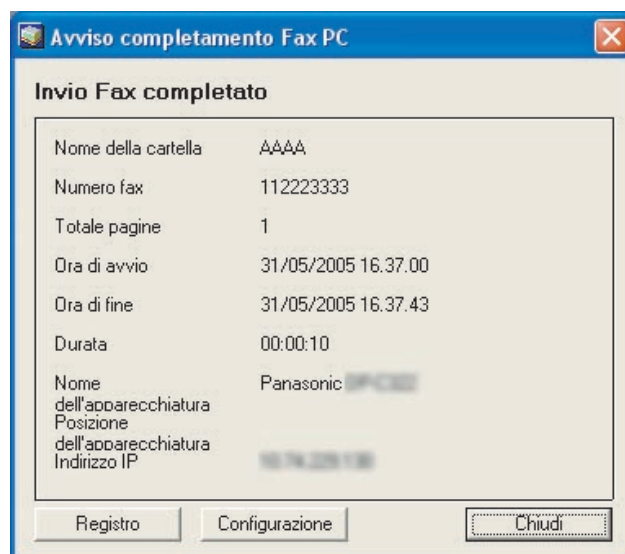 Avviso completamento Fax PC
Invio Fax completato
Nome della cartella AAAA
Numero fax 112223333
Totale pagine 1
Ora di avvio 31/05/2005 16.37.00
Ora di fine 31/05/2005 16.37.43
Durata 00:00:10
Nome dell'apparecchiatura Panasonic
Posizione dell'apparecchiatura
Indirizzo IP
Registro Configurazione Chiudi